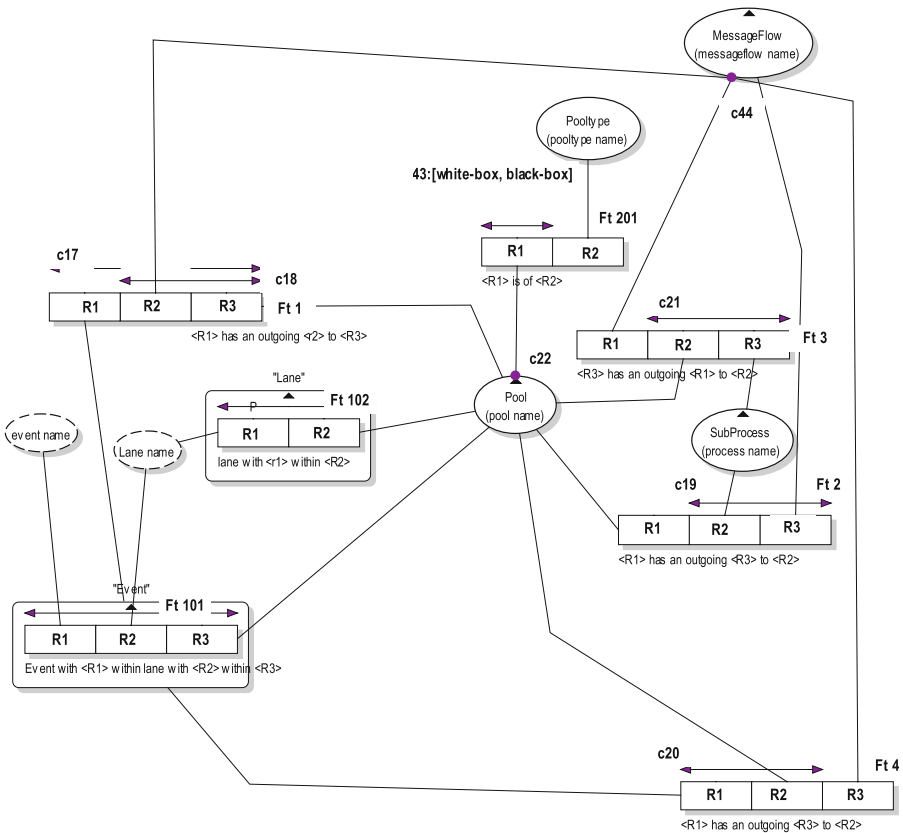 MessageFlow
(messageflow name)
c44
Pooltype
(pooltype name)
43:[white-box, black-box]
Ft 201
R1
R2
<R1> is of <R2>
c17
c18
R1
R2
R3
Ft 1
<R1> has an outgoing <r2> to <R3>
c21
R1
R2
R3
Ft 3
<R3> has an outgoing <R1> to <R2>
c22
Pool
(pool name)
"Lane"
P
Ft 102
R1
R2
lane with <r1> within <R2>
event name
Lane name
SubProcess
(process name)
c19
Ft 2
R1
R2
R3
<R1> has an outgoing <R3> to <R2>
"Event"
Ft 101
R1
R2
R3
Event with <R1> within lane with <R2> within <R3>
c20
Ft 4
R1
R2
R3
<R1> has an outgoing <R3> to <R2>